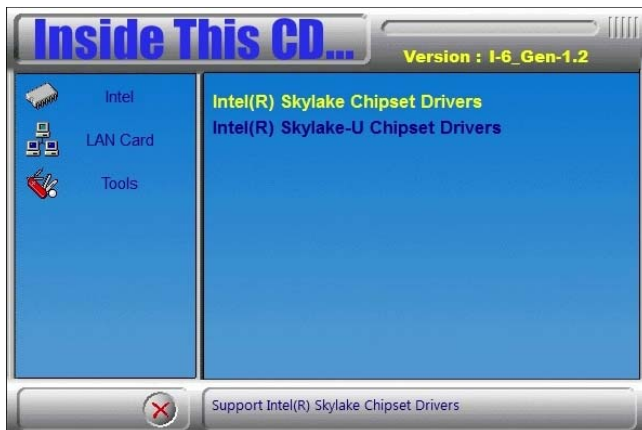 Inside This CD...
Version : I-6_Gen-1.2
Intel
LAN Card
Tools
Intel(R) Skylake Chipset Drivers
Intel(R) Skylake-U Chipset Drivers
Support Intel(R) Skylake Chipset Drivers